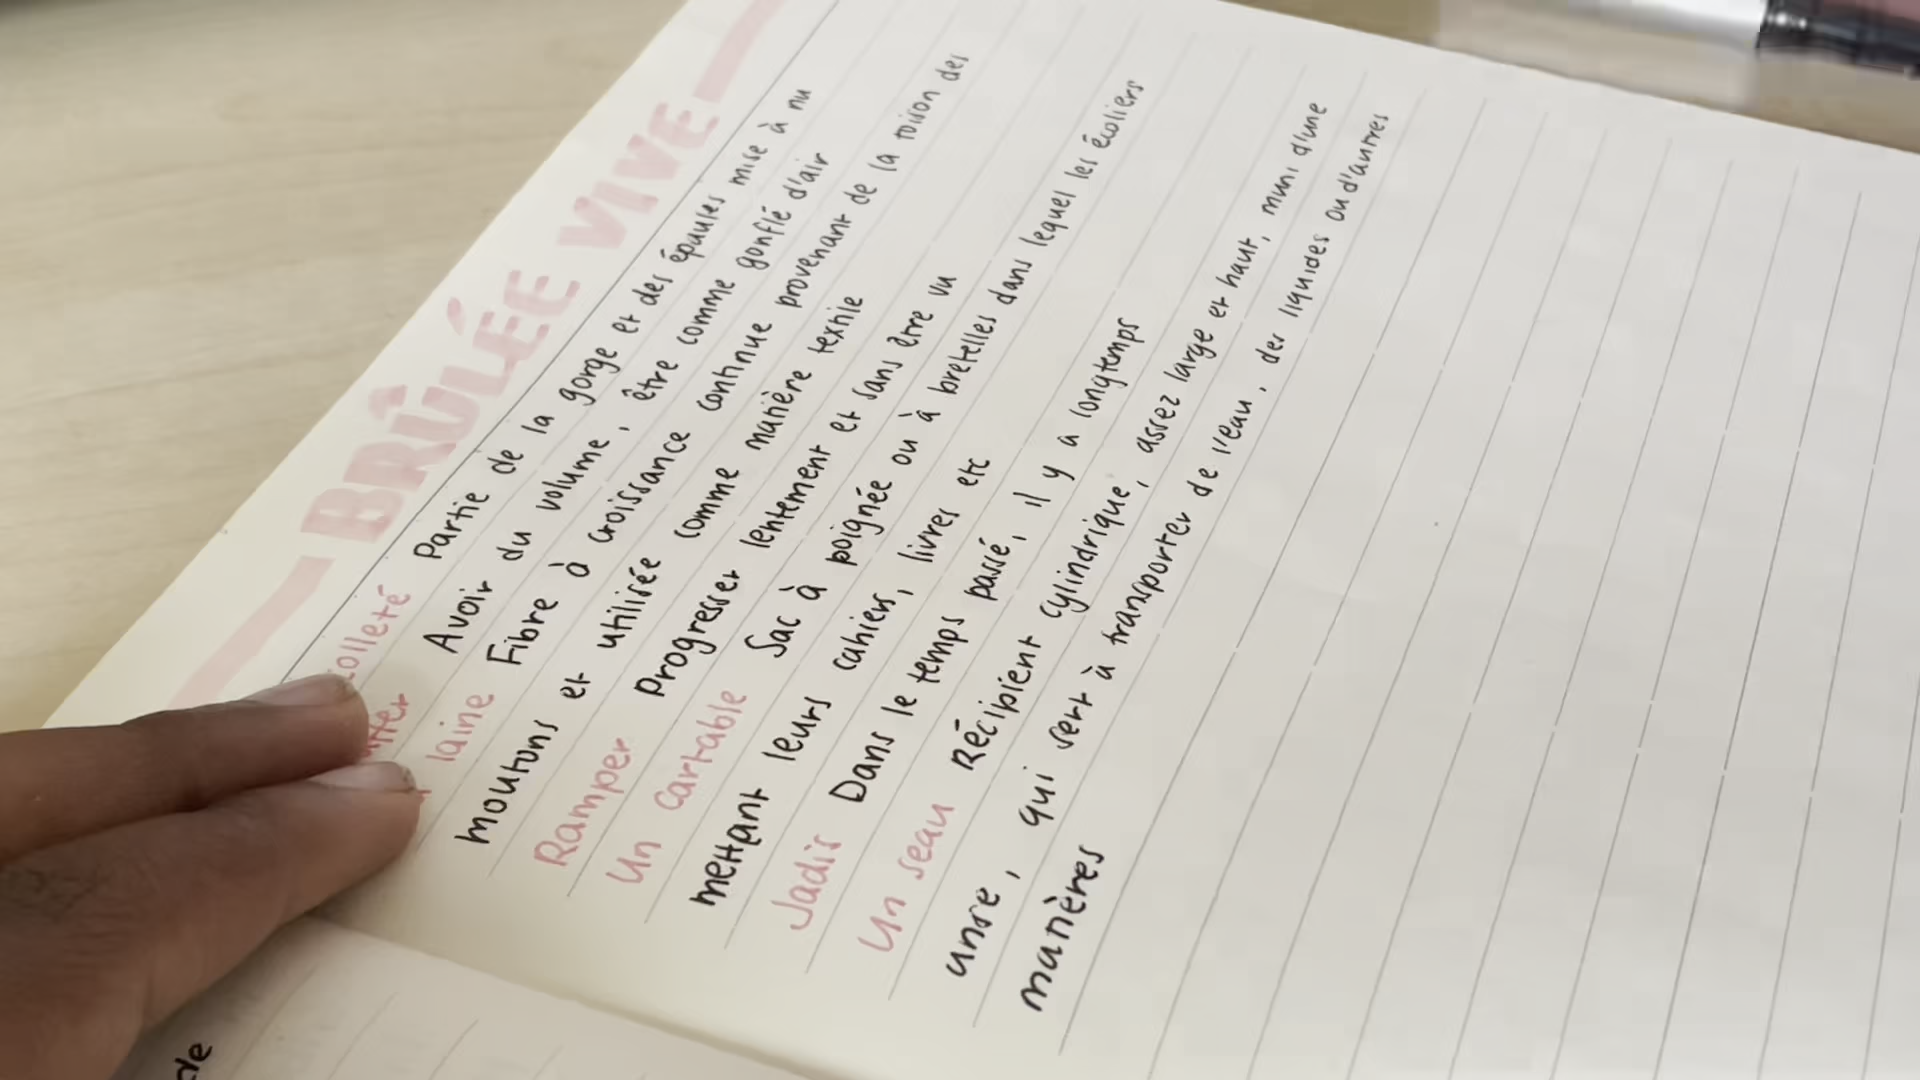 BRÛLÉE VIVE
colleté Partie de la gorge et des épaules mise à nu
Avoir du volume, être comme gonflé d'air
laine Fibre à croissance continue provenant de la toison des
moutons et utilisée comme matière textile
Ramper Progresser lentement et sans être vu
Un cartable Sac à poignée ou à bretelles dans lequel les écoliers
mettant leurs cahiers, livres etc
Jadis Dans le temps passé, il y a longtemps
Un seau Récipient cylindrique, assez large et haut, muni d'une
anse, qui sert à transporter de l'eau, des liquides ou d'autres
matières
de